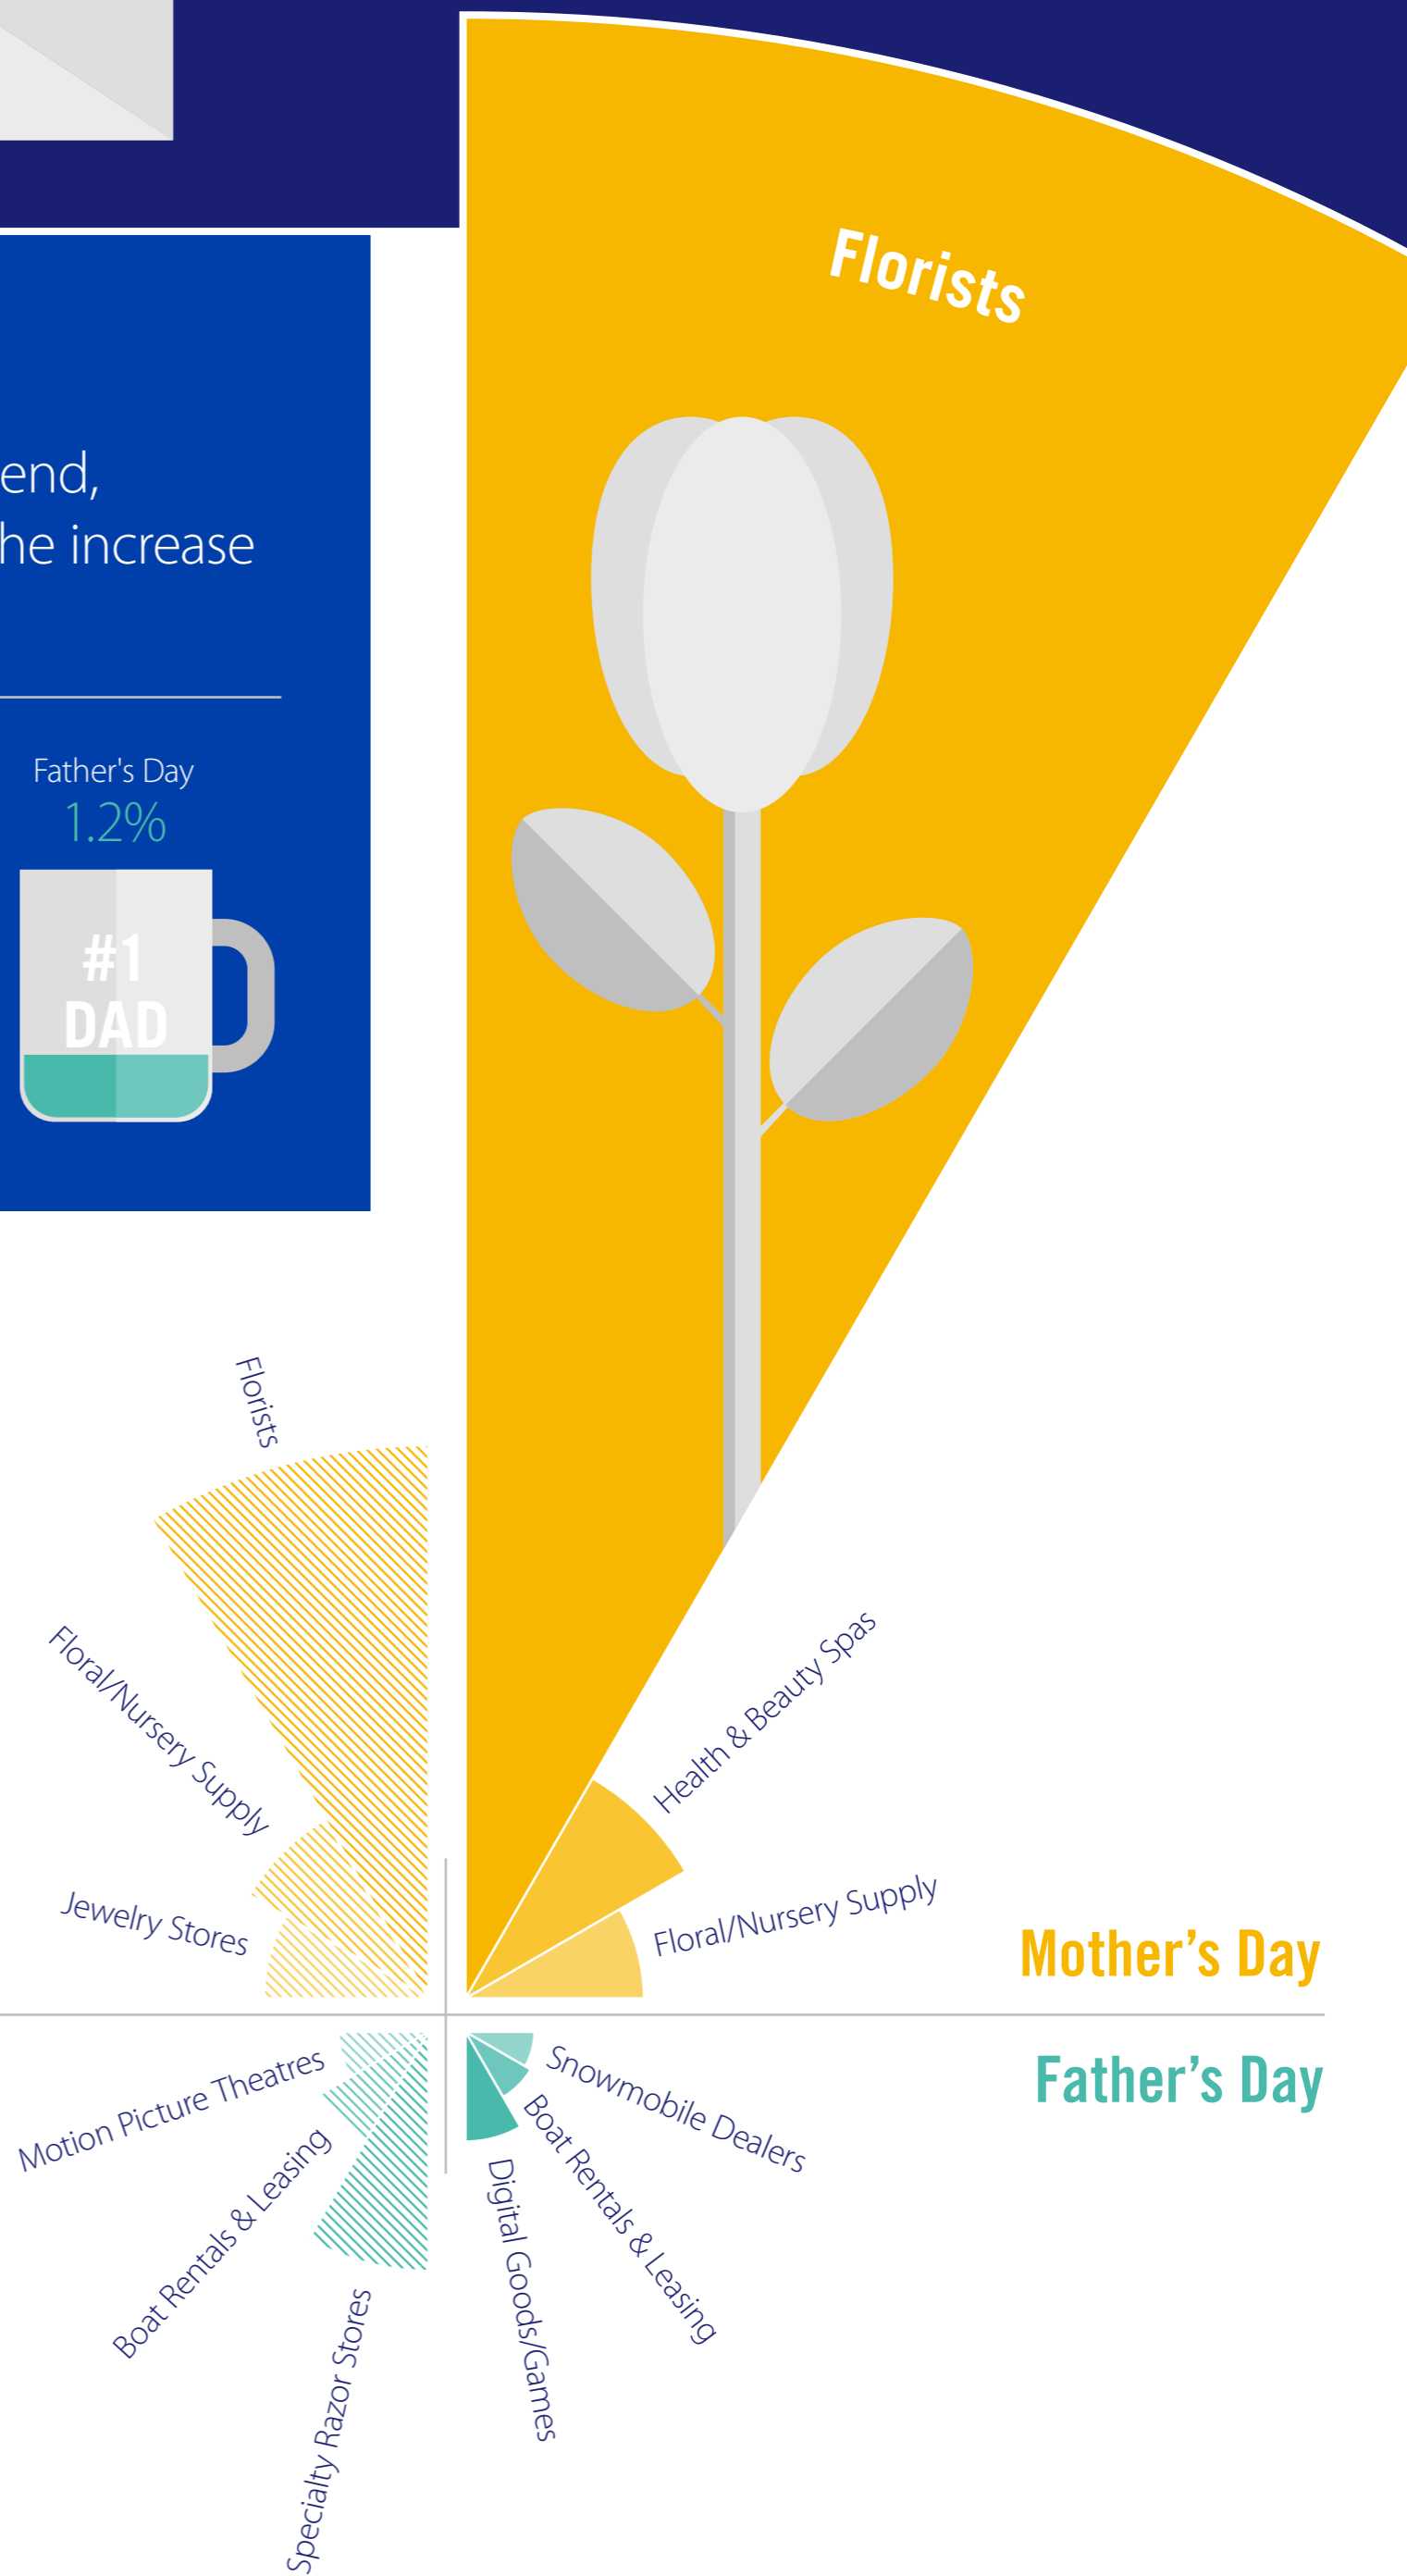 Florists
end,
he increase
Father's Day
1.2%
#1
DAD
Florists
Floral/Nursery Supply
Jewelry Stores
Health & Beauty Spas
Floral/Nursery Supply
Mother’s Day
Father’s Day
Motion Picture Theatres
Boat Rentals & Leasing
Specialty Razor Stores
Snowmobile Dealers
Boat Rentals & Leasing
Digital Goods/Games